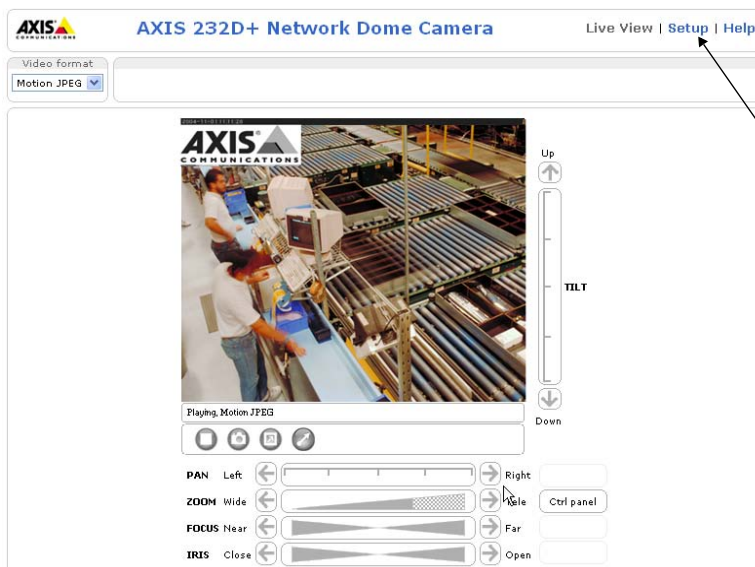 AXIS
COMMUNICATIONS
AXIS 232D+ Network Dome Camera
Live View | Setup | Help
Video format
Motion JPEG
AXIS
COMMUNICATIONS
Up
TILT
Down
Playing, Motion JPEG
PAN Left Right
ZOOM Wide Tele Ctrl panel
FOCUS Near Far
IRIS Close Open